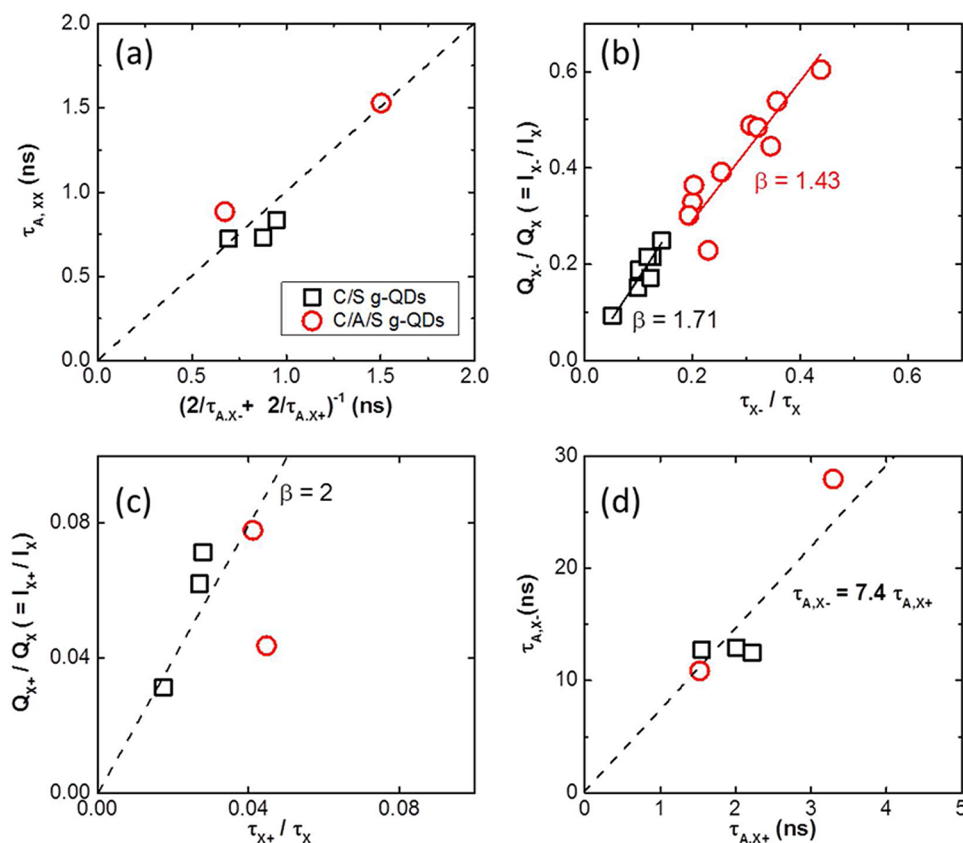 (a)
2.0
1.5
1.0
0.5
0.0
τA, XX (ns)
C/S g-QDs
C/A/S g-QDs
0.0 0.5 1.0 1.5 2.0
(2/τA.X- + 2/τA.X+)-1 (ns)
(b)
0.6
0.4
0.2
0.0
QX- / QX ( = IX- / IX)
β = 1.43
β = 1.71
0.0 0.2 0.4 0.6
τX- / τX
(c)
0.08
0.04
0.00
QX+ / QX ( = IX+ / IX)
β = 2
0.00 0.04 0.08
τX+ / τX
(d)
30
20
10
0
τA,X- (ns)
τA,X- = 7.4 τA,X+
0 1 2 3 4 5
τA.X+ (ns)